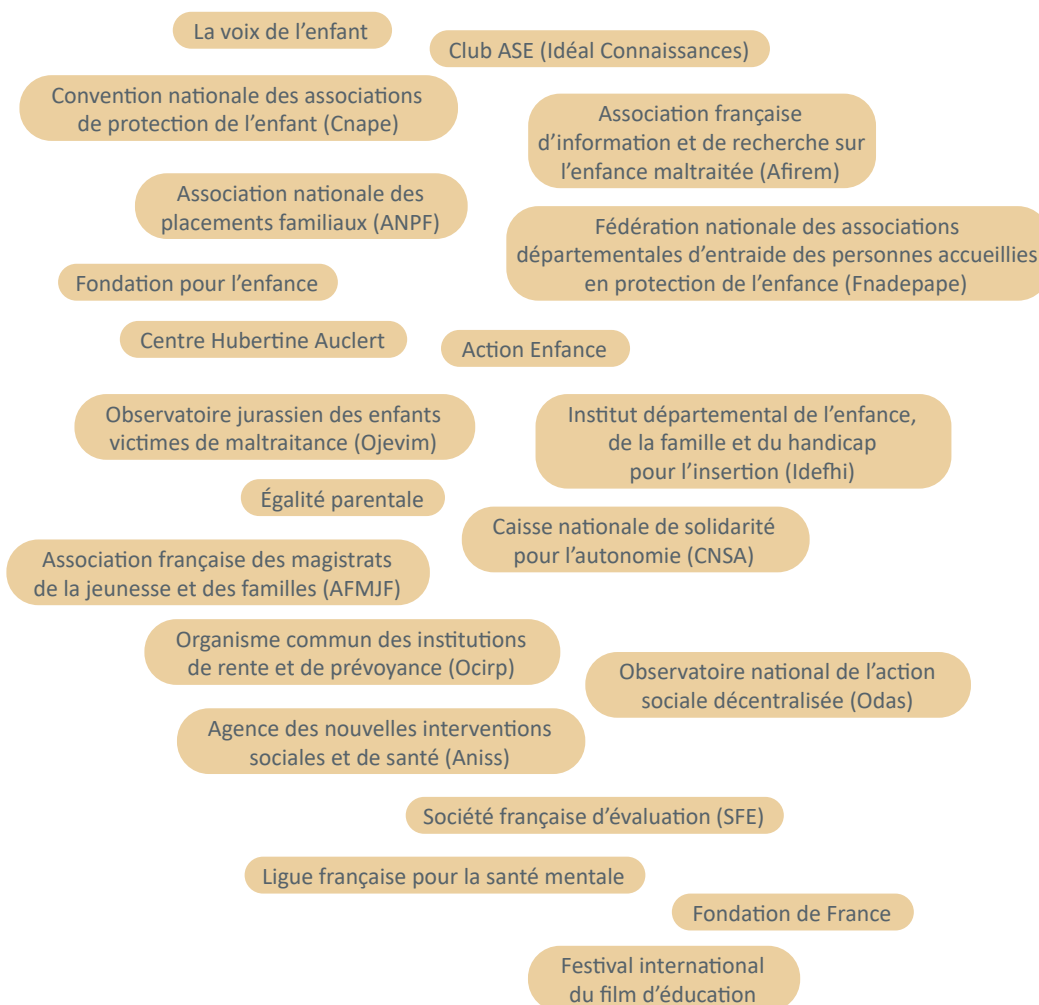 La voix de l’enfant
Club ASE (Idéal Connaissances)
Convention nationale des associations
de protection de l’enfant (Cnape)
Association française
d’information et de recherche sur
l’enfance maltraitée (Afirem)
Association nationale des
placements familiaux (ANPF)
Fédération nationale des associations
départementales d’entraide des personnes accueillies
en protection de l’enfance (Fnadepape)
Fondation pour l’enfance
Centre Hubertine Auclert
Action Enfance
Observatoire jurassien des enfants
victimes de maltraitance (Ojevim)
Institut départemental de l’enfance,
de la famille et du handicap
pour l’insertion (Idefhi)
Égalité parentale
Caisse nationale de solidarité
pour l’autonomie (CNSA)
Association française des magistrats
de la jeunesse et des familles (AFMJF)
Organisme commun des institutions
de rente et de prévoyance (Ocirp)
Observatoire national de l’action
sociale décentralisée (Odas)
Agence des nouvelles interventions
sociales et de santé (Aniss)
Société française d’évaluation (SFE)
Ligue française pour la santé mentale
Fondation de France
Festival international
du film d’éducation